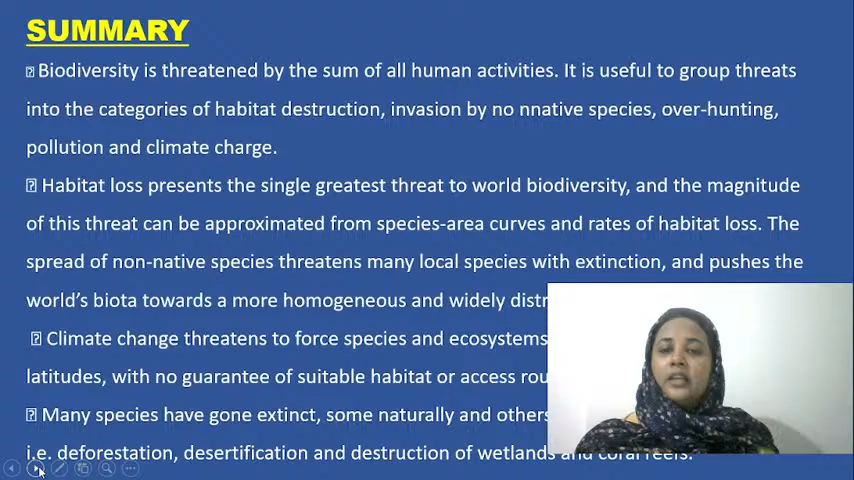 SUMMARY
Biodiversity is threatened by the sum of all human activities. It is useful to group threats
into the categories of habitat destruction, invasion by no nnative species, over-hunting,
pollution and climate charge.
Habitat loss presents the single greatest threat to world biodiversity, and the magnitude
of this threat can be approximated from species-area curves and rates of habitat loss. The
spread of non-native species threatens many local species with extinction, and pushes the
world's biota towards a more homogeneous and widely
Climate change threatens to force species and ecosystems
latitudes, with no guarantee of suitable habitat or access
Many species have gone extinct, some naturally and others
i.e. deforestation, desertification and destruction of wetlands and coral reefs.